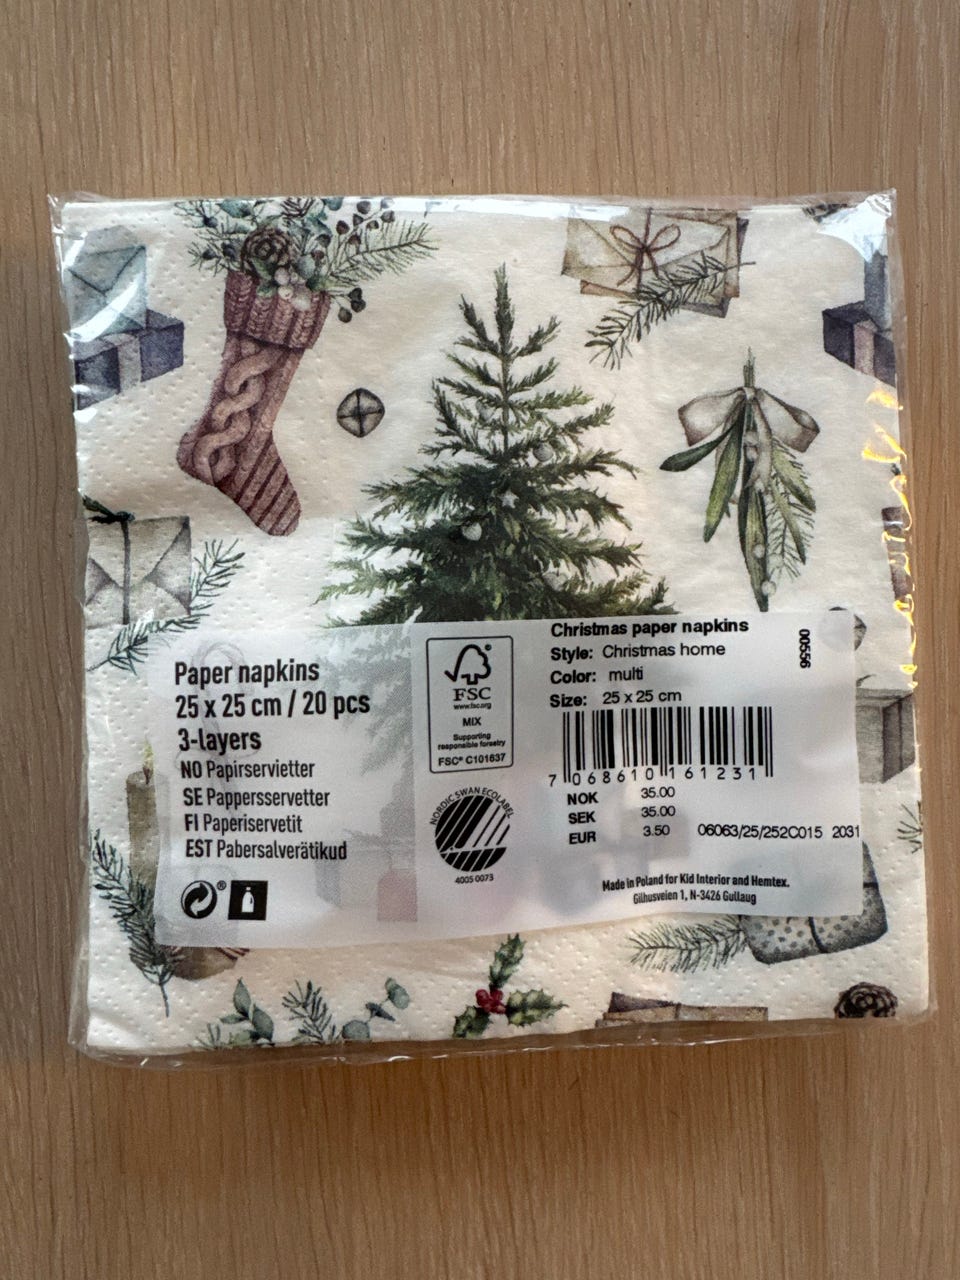 Paper napkins
25 x 25 cm / 20 pcs
3-layers
NO Papirservietter
SE Pappersservetter
FI Paperiservetit
EST Pabersalverätikud
®
FSC
www.fsc.org
MIX
Supporting
responsible forestry
FSC® C101637
NORDIC SWAN ECOLABEL
4005 0073
Christmas paper napkins
Style: Christmas home
Color: multi
Size: 25 x 25 cm
00556
7 068610 161231
NOK 35.00
SEK 35.00
EUR 3.50 06063/25/252C015 2031
Made in Poland for Kid Interior and Hemtex.
Gilhusveien 1, N-3426 Gullaug